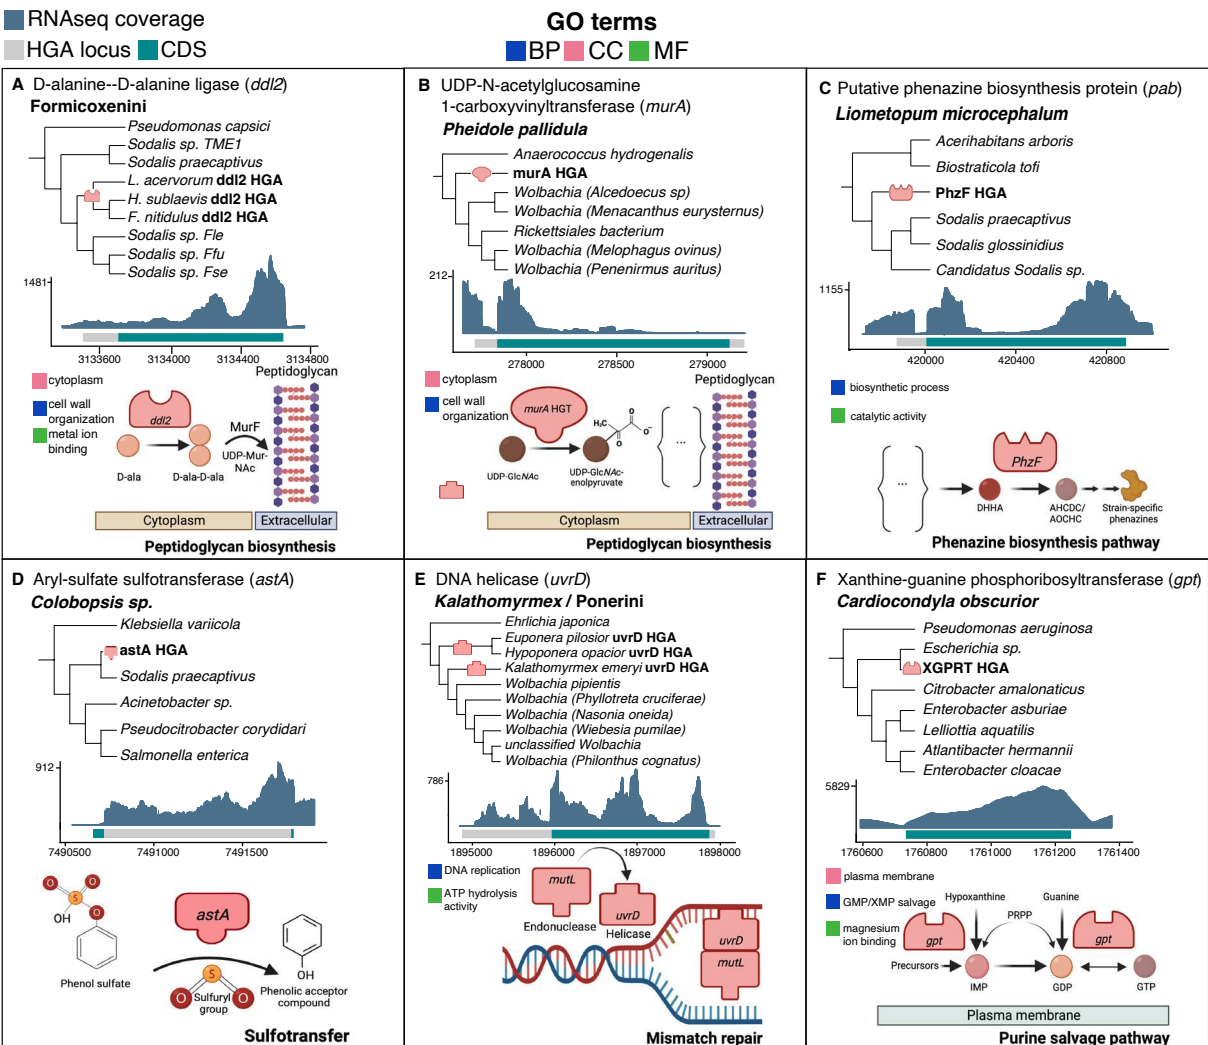 RNAseq coverage
HGA locus CDS
GO terms
BP CC MF
A D-alanine--D-alanine ligase (ddl2)
Formicoxenini
Pseudomonas capsici
Sodalis sp. TME1
Sodalis praecaptivus
L. acervorum ddl2 HGA
H. sublaevis ddl2 HGA
F. nitidulus ddl2 HGA
Sodalis sp. Fle
Sodalis sp. Ffu
Sodalis sp. Fse
1481
3133600 3134000 3134400 3134800
cytoplasm
cell wall
organization
metal ion
binding
ddl2
D-ala
D-ala-D-ala
MurF
UDP-Mur-
NAc
Peptidoglycan
Cytoplasm
Extracellular
Peptidoglycan biosynthesis
B UDP-N-acetylglucosamine
1-carboxyvinyltransferase (murA)
Pheidole pallidula
Anaerococcus hydrogenalis
murA HGA
Wolbachia (Alcedoecus sp)
Wolbachia (Menacanthus eurysternus)
Rickettsiales bacterium
Wolbachia (Melophagus ovinus)
Wolbachia (Penenirmus auritus)
212
278000 278500 279000
cytoplasm
cell wall
organization
murA HGT
UDP-GlcNAc
H₃C
O
O⁻
O
UDP-GlcNAc-
enolpyruvate
...
Peptidoglycan
Cytoplasm
Extracellular
Peptidoglycan biosynthesis
C Putative phenazine biosynthesis protein (pab)
Liometopum microcephalum
Acerihabitans arboris
Biostraticola tofi
PhzF HGA
Sodalis praecaptivus
Sodalis glossinidius
Candidatus Sodalis sp.
1155
420000 420400 420800
biosynthetic process
catalytic activity
...
PhzF
DHHA
AHCDC/
AOCHC
Strain-specific
phenazines
Phenazine biosynthesis pathway
D Aryl-sulfate sulfotransferase (astA)
Colobopsis sp.
Klebsiella variicola
astA HGA
Sodalis praecaptivus
Acinetobacter sp.
Pseudocitrobacter corydidari
Salmonella enterica
912
7490500 7491000 7491500
O
O
S
OH
O
Phenol sulfate
astA
S
O
O
Sulfuryl
group
OH
Phenolic acceptor
compound
Sulfotransfer
E DNA helicase (uvrD)
Kalathomyrmex / Ponerini
Ehrlichia japonica
Euponera pilosior uvrD HGA
Hypoponera opacior uvrD HGA
Kalathomyrmex emeryi uvrD HGA
Wolbachia pipientis
Wolbachia (Phyllotreta cruciferae)
Wolbachia (Nasonia oneida)
Wolbachia (Wiebesia pumilae)
unclassified Wolbachia
Wolbachia (Philonthus cognatus)
786
1895000 1896000 1897000 1898000
DNA replication
ATP hydrolysis
activity
mutL
Endonuclease
uvrD
Helicase
uvrD
mutL
Mismatch repair
F Xanthine-guanine phosphoribosyltransferase (gpt)
Cardiocondyla obscurior
Pseudomonas aeruginosa
Escherichia sp.
XGPRT HGA
Citrobacter amalonaticus
Enterobacter asburiae
Lelliottia aquatilis
Atlantibacter hermannii
Enterobacter cloacae
5829
1760600 1760800 1761000 1761200 1761400
plasma membrane
GMP/XMP salvage
magnesium
ion binding
Hypoxanthine
Guanine
PRPP
gpt
gpt
Precursors
IMP
GDP
GTP
Plasma membrane
Purine salvage pathway